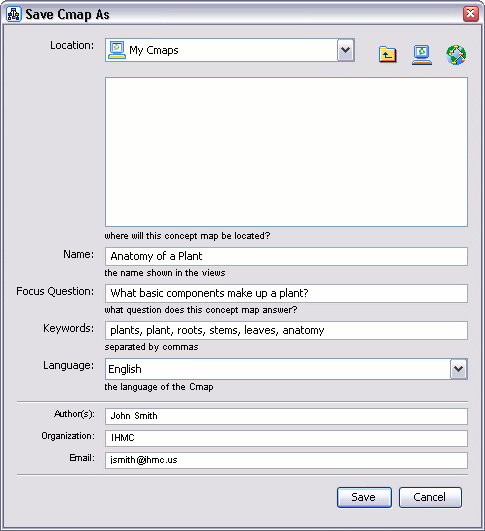 Save Cmap As
Location: My Cmaps
where will this concept map be located?
Name: Anatomy of a Plant
the name shown in the views
Focus Question: What basic components make up a plant?
what question does this concept map answer?
Keywords: plants, plant, roots, stems, leaves, anatomy
separated by commas
Language: English
the language of the Cmap
Author(s): John Smith
Organization: IHMC
Email: jsmith@ihmc.us
Save Cancel